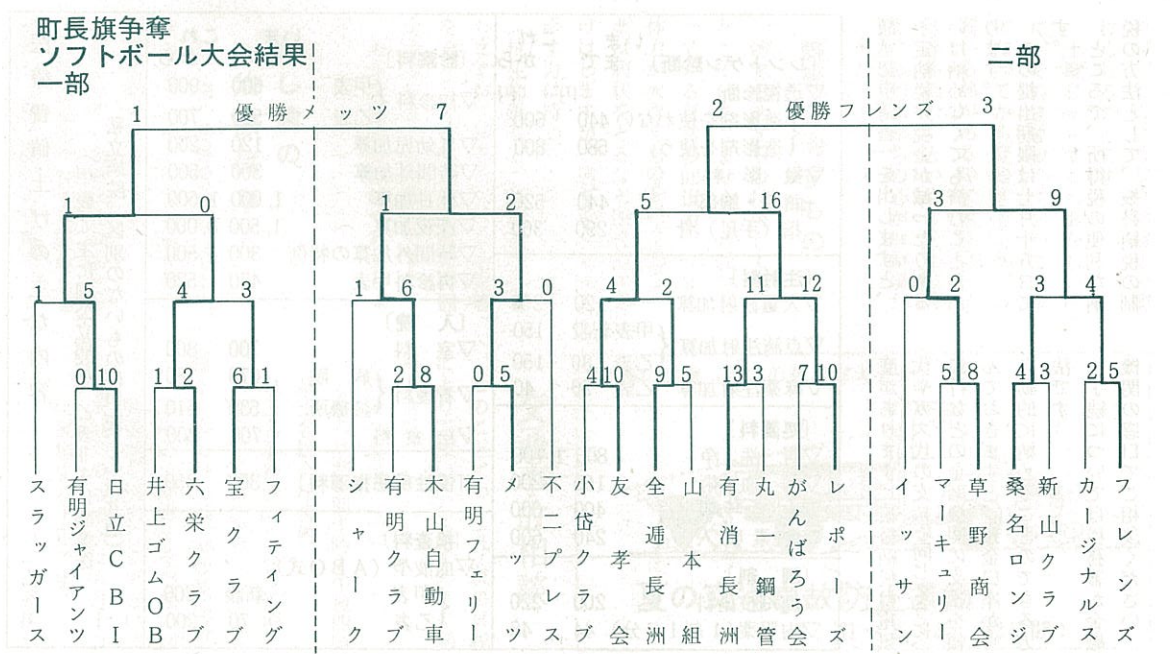 町長旗争奪
ソフトボール大会結果
一部
二部
1 優勝メッツ 7
2 優勝フレンズ 3
1 0 1 2 5 16 3 9
1 5 4 3 1 6 3 0 4 2 11 12 0 2 3 4
0 10 1 2 6 1 2 8 0 5 4 10 9 5 13 3 7 10 5 8 4 3 2 5
スラッガース
有明ジャイアンツ
日立CBI
井上ゴムOB
六栄クラブ
宝クラブ
フィティング
シャーク
有明クラブ
木山自動車
有明フェリー
メッツ
不二プレス
小岱クラブ
友孝会
全逓長洲
山本組
有消長洲
丸一鋼管
がんばろう会
レポーズ
イッサン
マーキュリー
草野商会
桑名ロンジ
新山クラブ
カージナルス
フレンズ